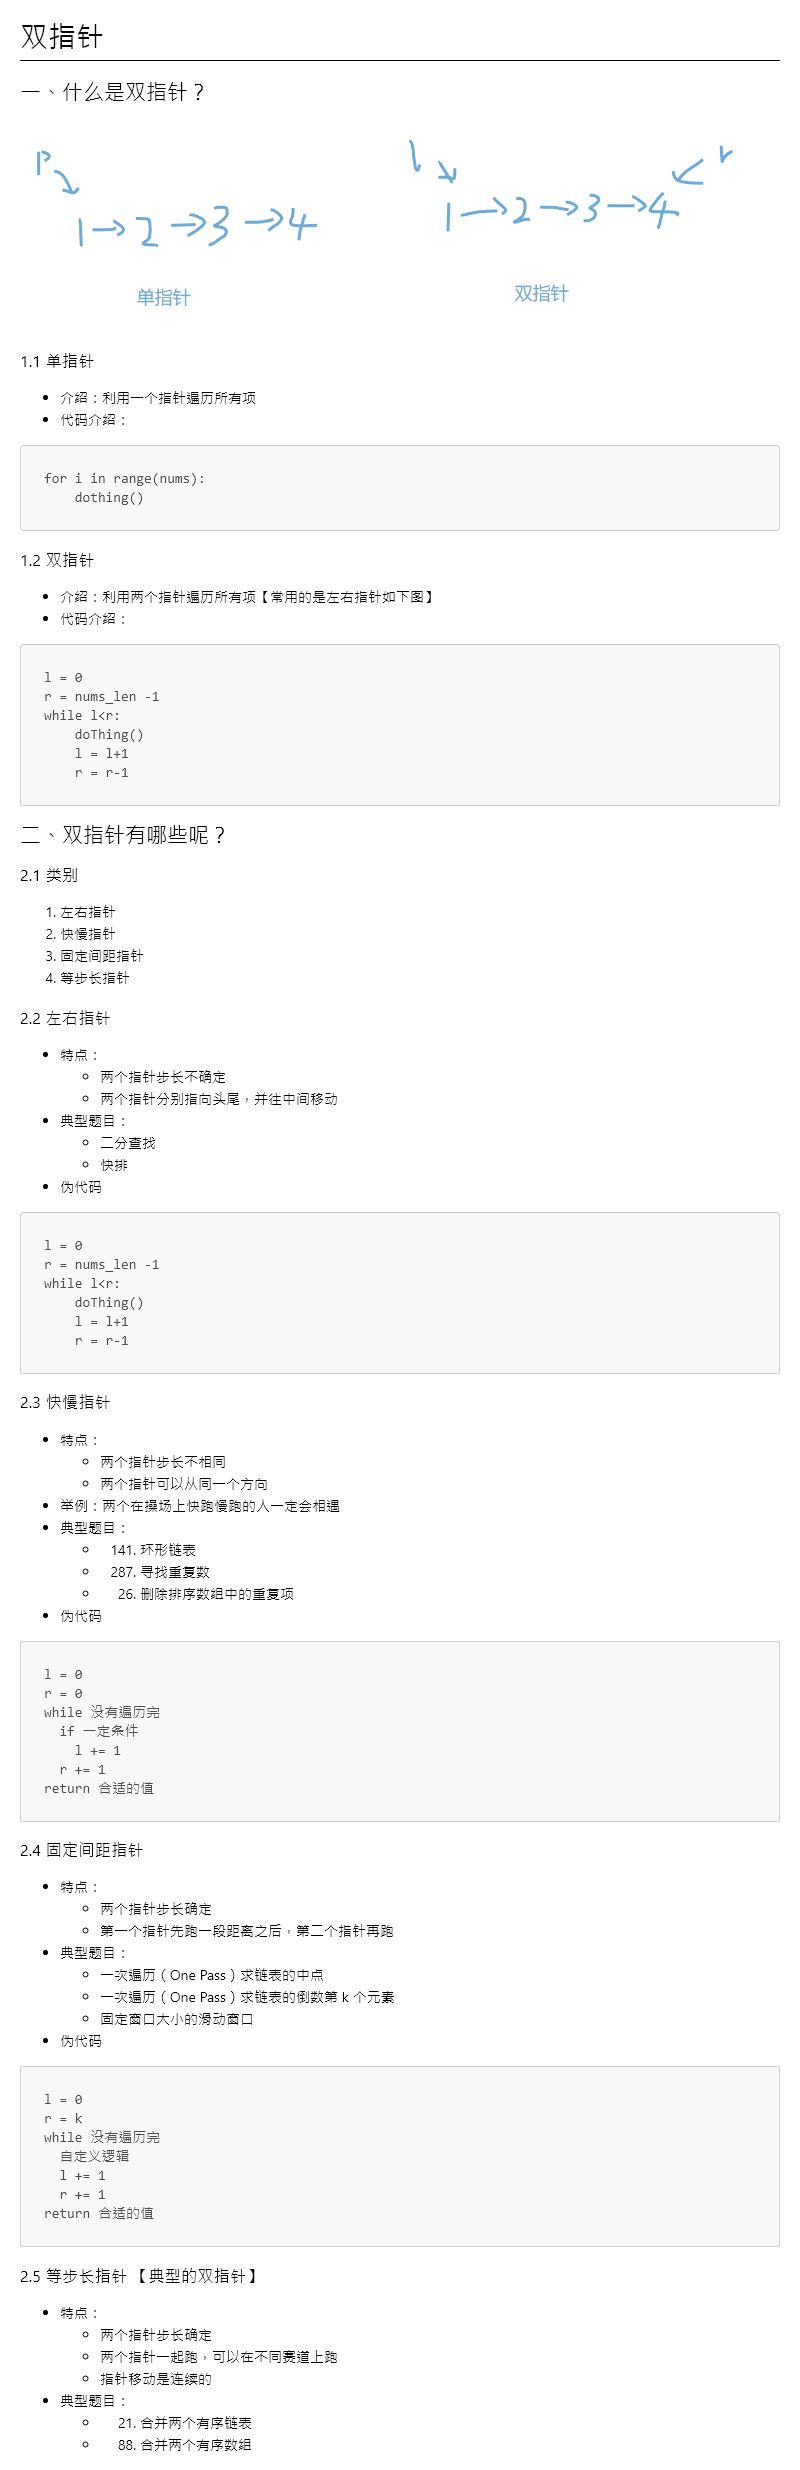 双指针
一、什么是双指针？
p
1→2→3→4
单指针
l
r
1→2→3→4
双指针
1.1 单指针
介绍：利用一个指针遍历所有项
代码介绍：
for i in range(nums):
    dothing()
1.2 双指针
介绍：利用两个指针遍历所有项【常用的是左右指针如下图】
代码介绍：
l = 0
r = nums_len -1
while l<r:
    doThing()
    l = l+1
    r = r-1
二、双指针有哪些呢？
2.1 类别
1. 左右指针
2. 快慢指针
3. 固定间距指针
4. 等步长指针
2.2 左右指针
特点：
两个指针步长不确定
两个指针分别指向头尾，并往中间移动
典型题目：
二分查找
快排
伪代码
l = 0
r = nums_len -1
while l<r:
    doThing()
    l = l+1
    r = r-1
2.3 快慢指针
特点：
两个指针步长不相同
两个指针可以从同一个方向
举例：两个在操场上快跑慢跑的人一定会相遇
典型题目：
141. 环形链表
287. 寻找重复数
26. 删除排序数组中的重复项
伪代码
l = 0
r = 0
while 没有遍历完
  if 一定条件
    l += 1
  r += 1
return 合适的值
2.4 固定间距指针
特点：
两个指针步长确定
第一个指针先跑一段距离之后，第二个指针再跑
典型题目：
一次遍历（One Pass）求链表的中点
一次遍历（One Pass）求链表的倒数第 k 个元素
固定窗口大小的滑动窗口
伪代码
l = 0
r = k
while 没有遍历完
  自定义逻辑
  l += 1
  r += 1
return 合适的值
2.5 等步长指针 【典型的双指针】
特点：
两个指针步长确定
两个指针一起跑，可以在不同赛道上跑
指针移动是连续的
典型题目：
21. 合并两个有序链表
88. 合并两个有序数组